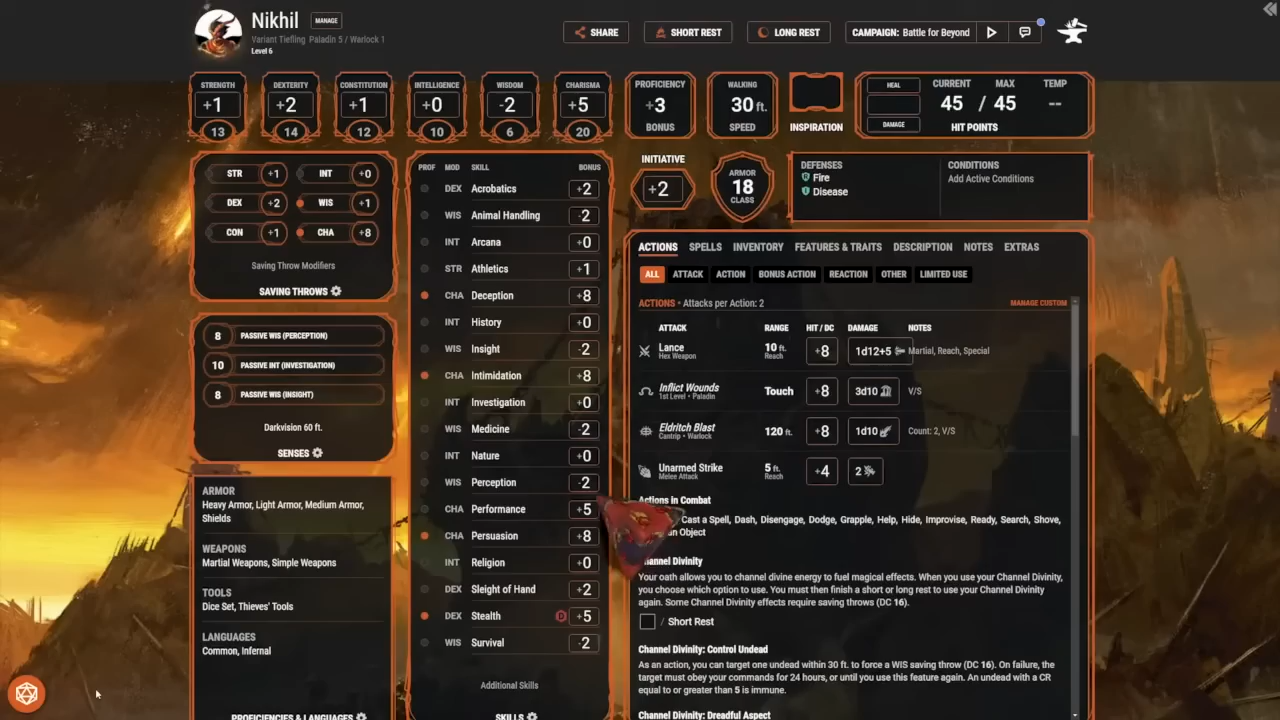 Nikhil
MANAGE
Variant Tiefling Paladin 5 / Warlock 1
Level 6
SHARE
SHORT REST
LONG REST
CAMPAIGN: Battle for Beyond
STRENGTH
+1
13
DEXTERITY
+2
14
CONSTITUTION
+1
12
INTELLIGENCE
+0
10
WISDOM
-2
6
CHARISMA
+5
20
PROFICIENCY
+3
BONUS
WALKING
30 ft.
SPEED
INSPIRATION
HEAL
DAMAGE
CURRENT
45
/
MAX
45
TEMP
--
HIT POINTS
STR +1
INT +0
DEX +2
WIS +1
CON +1
CHA +8
Saving Throw Modifiers
SAVING THROWS
8 PASSIVE WIS (PERCEPTION)
10 PASSIVE INT (INVESTIGATION)
8 PASSIVE WIS (INSIGHT)
Darkvision 60 ft.
SENSES
ARMOR
Heavy Armor, Light Armor, Medium Armor,
Shields
WEAPONS
Martial Weapons, Simple Weapons
TOOLS
Dice Set, Thieves' Tools
LANGUAGES
Common, Infernal
PROFICIENCIES & LANGUAGES
PROF MOD SKILL BONUS
DEX Acrobatics +2
WIS Animal Handling -2
INT Arcana +0
STR Athletics +1
CHA Deception +8
INT History +0
WIS Insight -2
CHA Intimidation +8
INT Investigation +0
WIS Medicine -2
INT Nature +0
WIS Perception -2
CHA Performance +5
CHA Persuasion +8
INT Religion +0
DEX Sleight of Hand +2
DEX Stealth D +5
WIS Survival -2
Additional Skills
SKILLS
INITIATIVE
+2
ARMOR
18
CLASS
DEFENSES
Fire
Disease
CONDITIONS
Add Active Conditions
ACTIONS SPELLS INVENTORY FEATURES & TRAITS DESCRIPTION NOTES EXTRAS
ALL ATTACK ACTION BONUS ACTION REACTION OTHER LIMITED USE
ACTIONS • Attacks per Action: 2
MANAGE CUSTOM
ATTACK RANGE HIT / DC DAMAGE NOTES
Lance 10 ft. +8 1d12+5 Martial, Reach, Special
Hex Weapon Reach
Inflict Wounds Touch +8 3d10 V/S
1st Level • Paladin
Eldritch Blast 120 ft. +8 1d10 Count: 2, V/S
Cantrip • Warlock
Unarmed Strike 5 ft. +4 2
Melee Attack Reach
Actions in Combat
Cast a Spell, Dash, Disengage, Dodge, Grapple, Help, Hide, Improvise, Ready, Search, Shove,
an Object
Channel Divinity
Your oath allows you to channel divine energy to fuel magical effects. When you use your Channel Divinity,
you choose which option to use. You must then finish a short or long rest to use your Channel Divinity
again. Some Channel Divinity effects require saving throws (DC 16).
/ Short Rest
Channel Divinity: Control Undead
As an action, you can target one undead within 30 ft. to force a WIS saving throw (DC 16). On failure, the
target must obey your commands for 24 hours, or until you use this feature again. An undead with a CR
equal to or greater than 5 is immune.
Channel Divinity: Dreadful Aspect